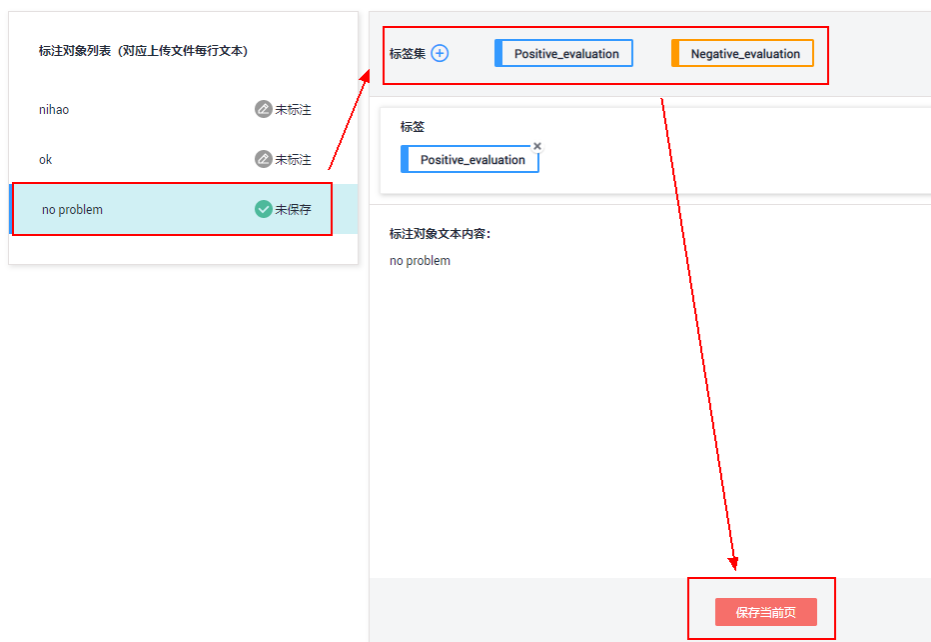 标注对象列表（对应上传文件每行文本）
nihao 未标注
ok 未标注
no problem 未保存
标签集 Positive_evaluation Negative_evaluation
标签
Positive_evaluation
标注对象文本内容：
no problem
保存当前页